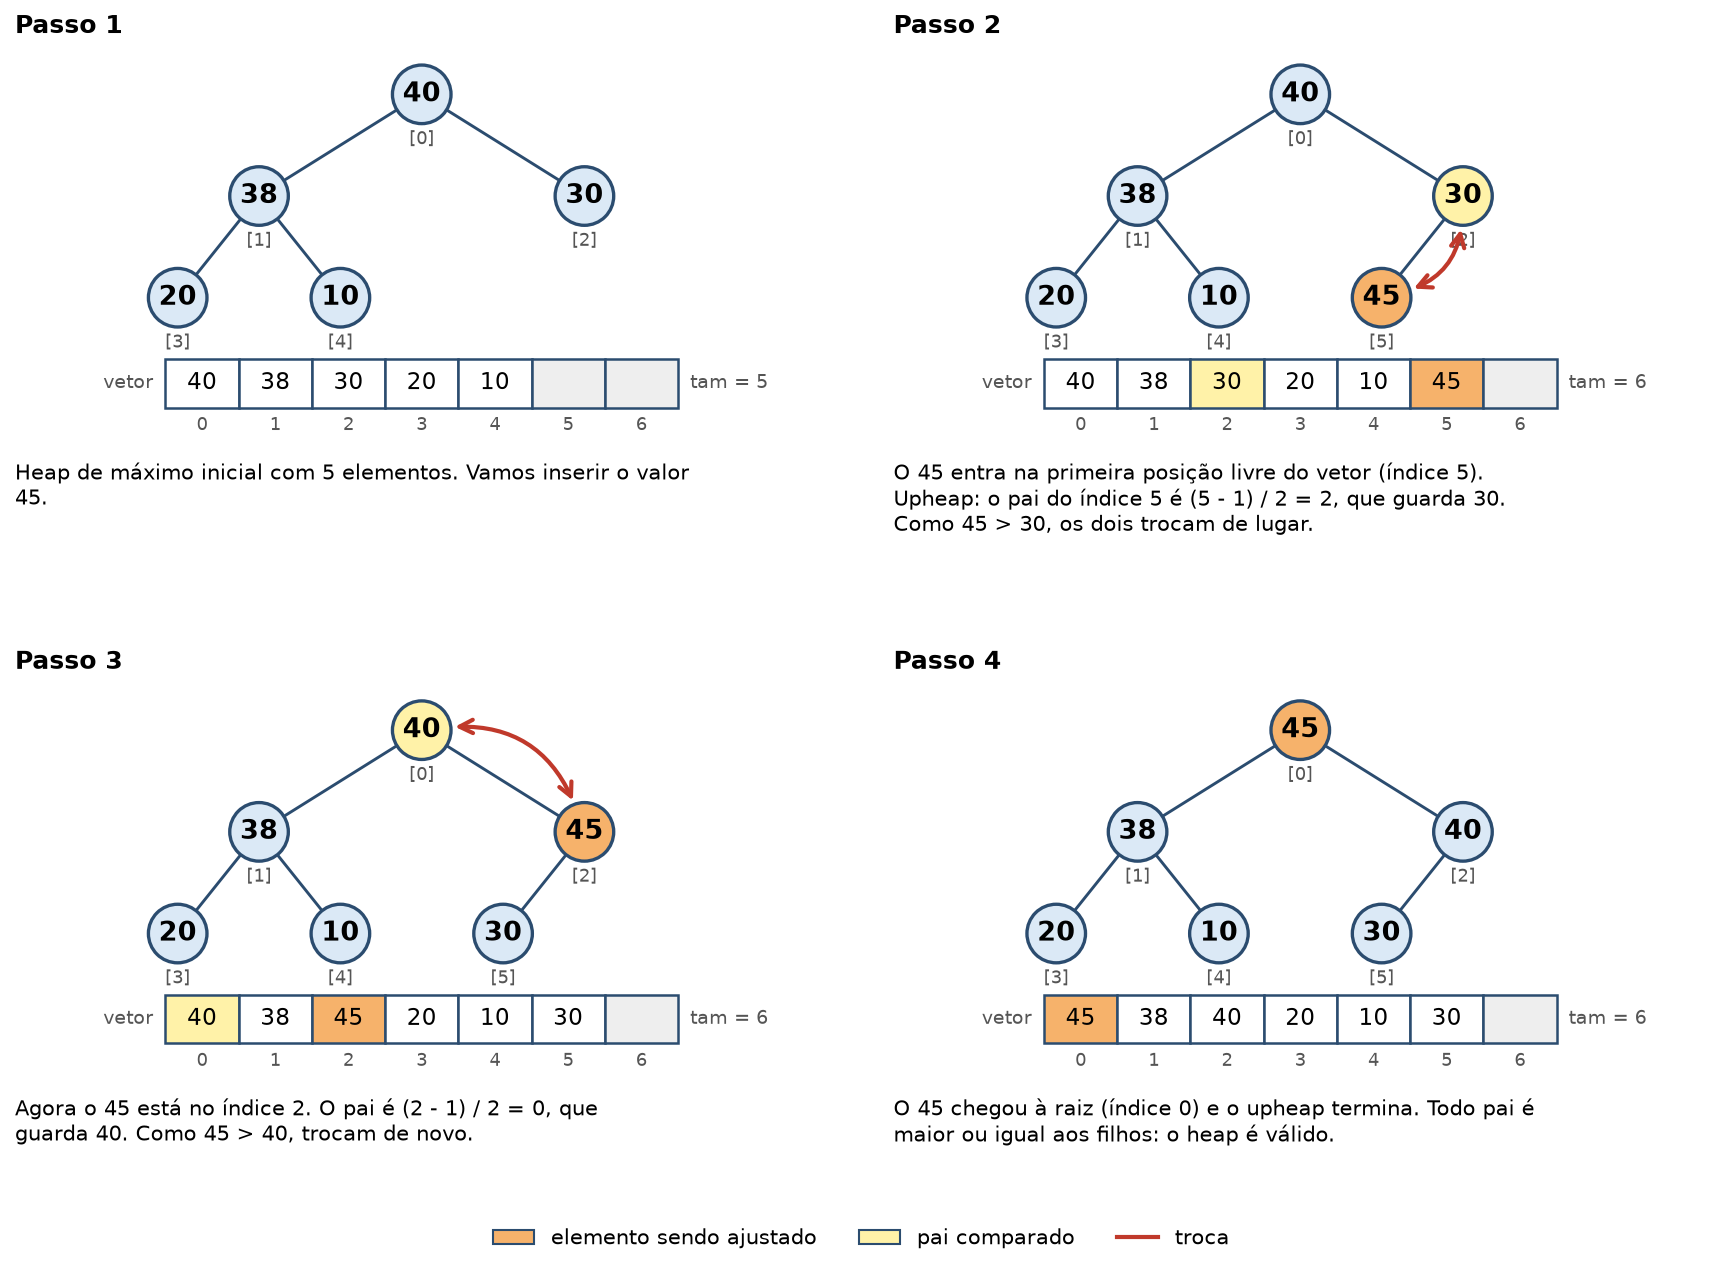 Passo 1
40
[0]
38
30
[1]
[2]
20
10
[3]
[4]
vetor 40 38 30 20 10 tam = 5
0 1 2 3 4 5 6
Heap de máximo inicial com 5 elementos. Vamos inserir o valor
45.
Passo 2
40
[0]
38
30
[1]
[2]
20
10
45
[3]
[4]
[5]
vetor 40 38 30 20 10 45 tam = 6
0 1 2 3 4 5 6
O 45 entra na primeira posição livre do vetor (índice 5).
Upheap: o pai do índice 5 é (5 - 1) / 2 = 2, que guarda 30.
Como 45 > 30, os dois trocam de lugar.
Passo 3
40
[0]
38
45
[1]
[2]
20
10
30
[3]
[4]
[5]
vetor 40 38 45 20 10 30 tam = 6
0 1 2 3 4 5 6
Agora o 45 está no índice 2. O pai é (2 - 1) / 2 = 0, que
guarda 40. Como 45 > 40, trocam de novo.
Passo 4
45
[0]
38
40
[1]
[2]
20
10
30
[3]
[4]
[5]
vetor 45 38 40 20 10 30 tam = 6
0 1 2 3 4 5 6
O 45 chegou à raiz (índice 0) e o upheap termina. Todo pai é
maior ou igual aos filhos: o heap é válido.
elemento sendo ajustado
pai comparado
troca